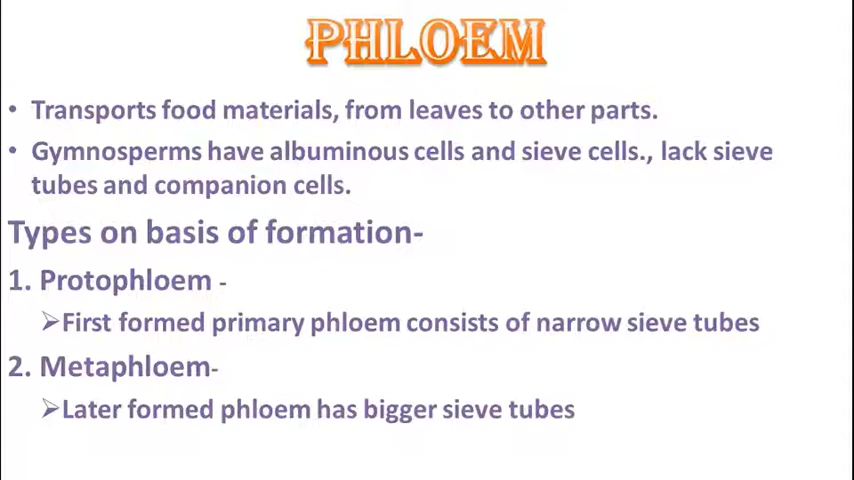 PHLOEM
• Transports food materials, from leaves to other parts.
• Gymnosperms have albuminous cells and sieve cells., lack sieve
tubes and companion cells.
Types on basis of formation-
1. Protophloem -
➢First formed primary phloem consists of narrow sieve tubes
2. Metaphloem-
➢Later formed phloem has bigger sieve tubes